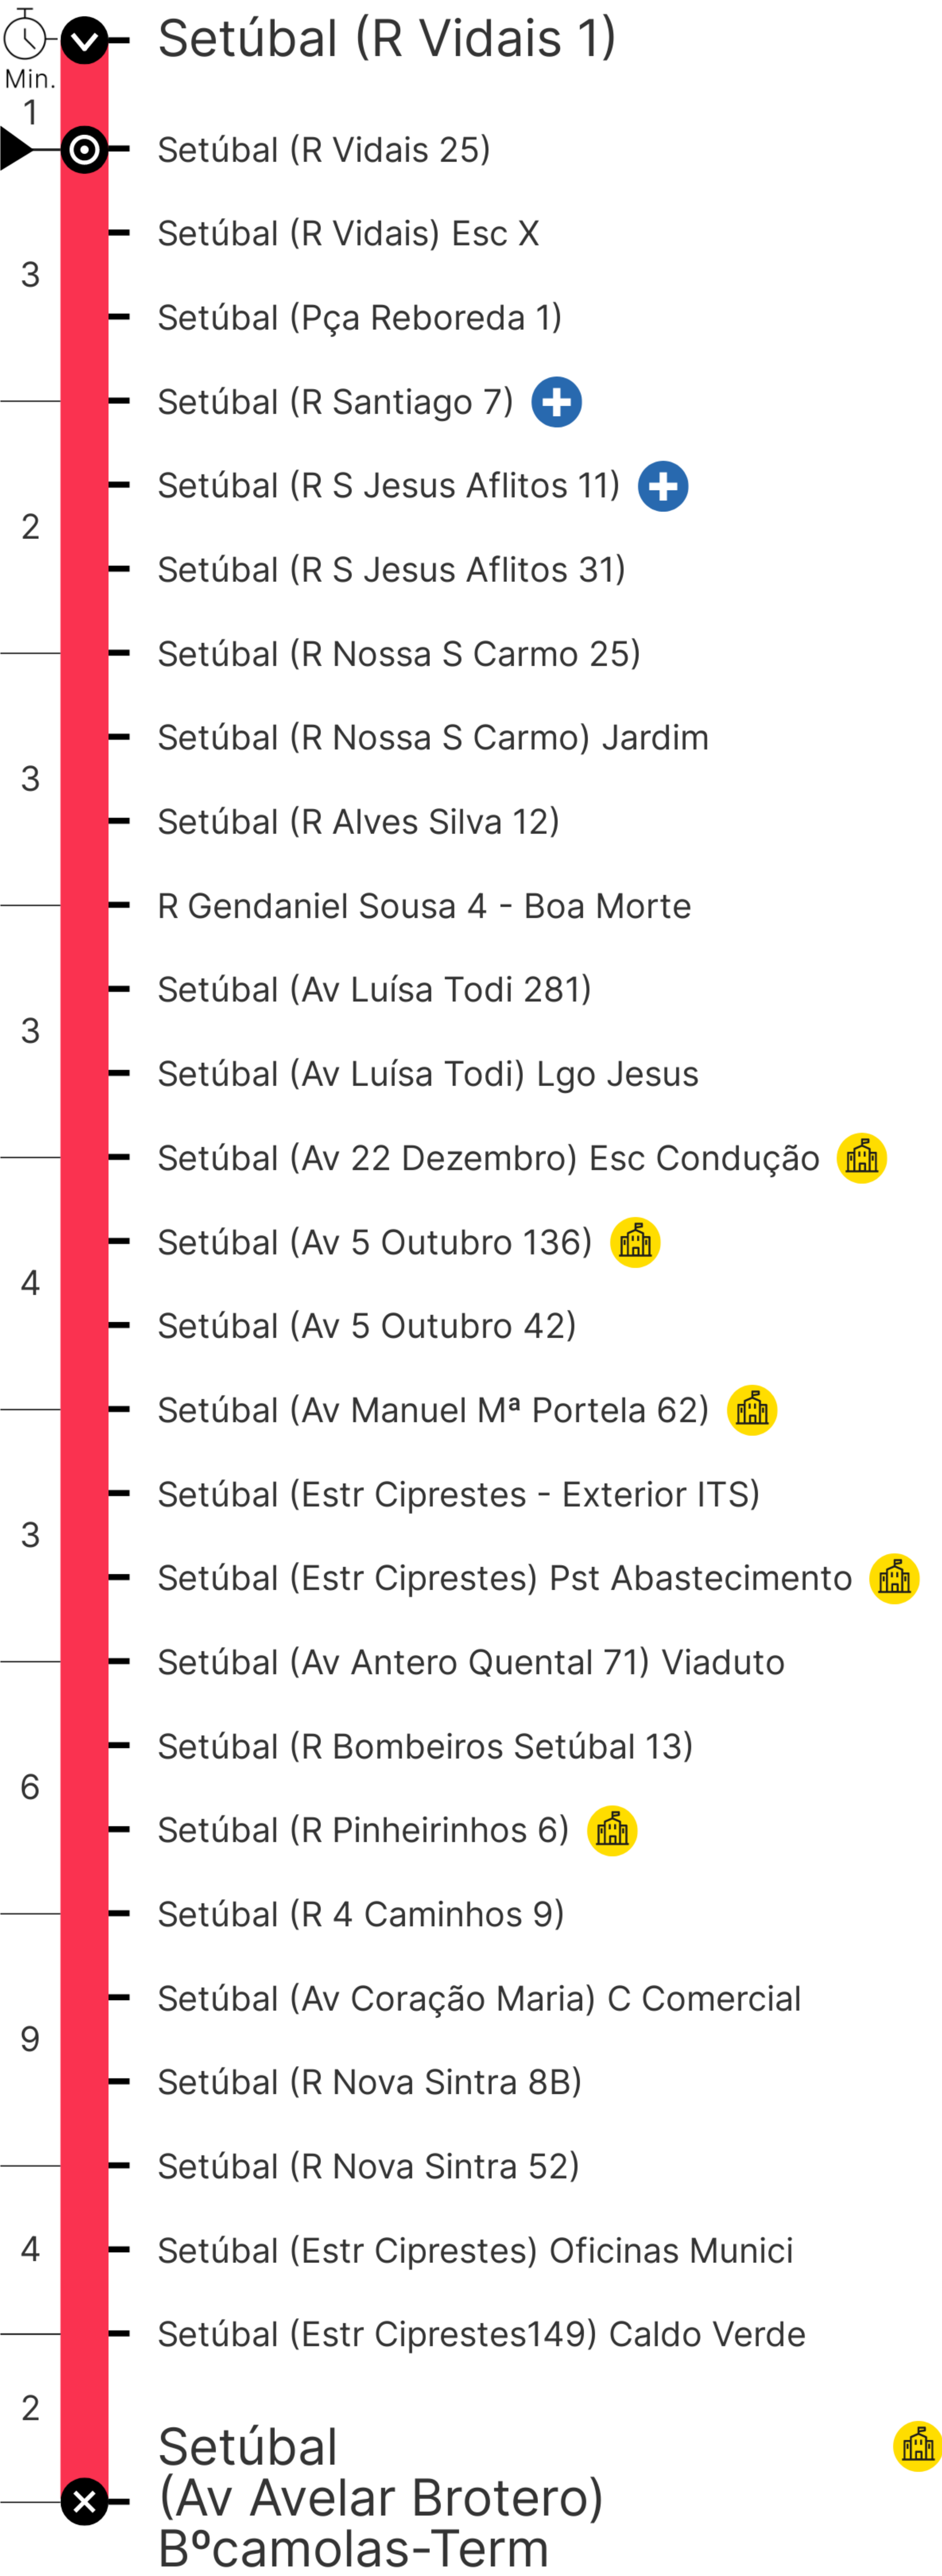 Setúbal (R Vidais 1)
Min.
1
Setúbal (R Vidais 25)
Setúbal (R Vidais) Esc X
3
Setúbal (Pça Reboreda 1)
Setúbal (R Santiago 7)
Setúbal (R S Jesus Aflitos 11)
2
Setúbal (R S Jesus Aflitos 31)
Setúbal (R Nossa S Carmo 25)
Setúbal (R Nossa S Carmo) Jardim
3
Setúbal (R Alves Silva 12)
R Gendaniel Sousa 4 - Boa Morte
Setúbal (Av Luísa Todi 281)
3
Setúbal (Av Luísa Todi) Lgo Jesus
Setúbal (Av 22 Dezembro) Esc Condução
Setúbal (Av 5 Outubro 136)
4
Setúbal (Av 5 Outubro 42)
Setúbal (Av Manuel Mª Portela 62)
Setúbal (Estr Ciprestes - Exterior ITS)
3
Setúbal (Estr Ciprestes) Pst Abastecimento
Setúbal (Av Antero Quental 71) Viaduto
Setúbal (R Bombeiros Setúbal 13)
6
Setúbal (R Pinheirinhos 6)
Setúbal (R 4 Caminhos 9)
Setúbal (Av Coração Maria) C Comercial
9
Setúbal (R Nova Sintra 8B)
Setúbal (R Nova Sintra 52)
4
Setúbal (Estr Ciprestes) Oficinas Munici
Setúbal (Estr Ciprestes149) Caldo Verde
2
Setúbal
(Av Avelar Brotero)
Bºcamolas-Term